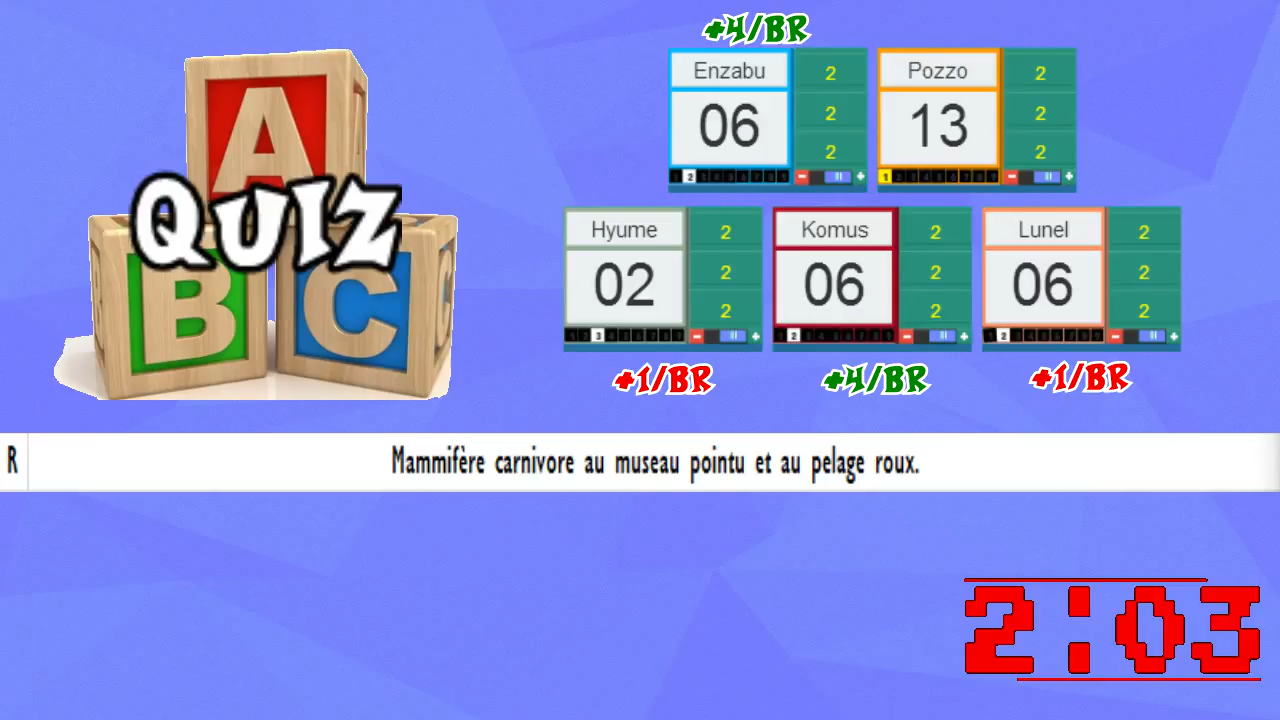 A
QUIZ
B C
+4/BR
Enzabu 2
06 2
2
Pozzo 2
13 2
2
Hyume 2
02 2
2
Komus 2
06 2
2
Lunel 2
06 2
2
+1/BR
+4/BR
+1/BR
R Mammifère carnivore au museau pointu et au pelage roux.
2:03